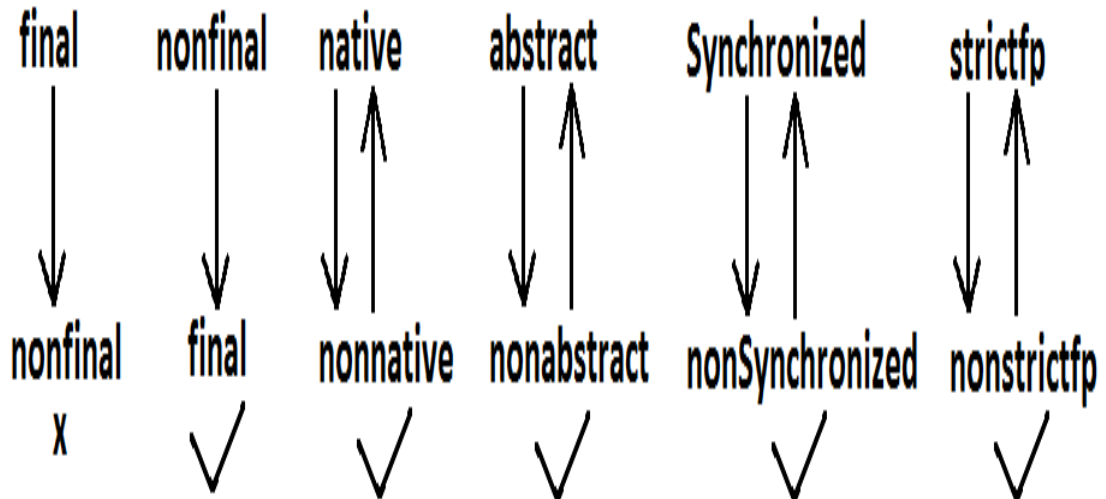 final nonfinal native abstract Synchronized strictfp
nonfinal final nonnative nonabstract nonSynchronized nonstrictfp
x